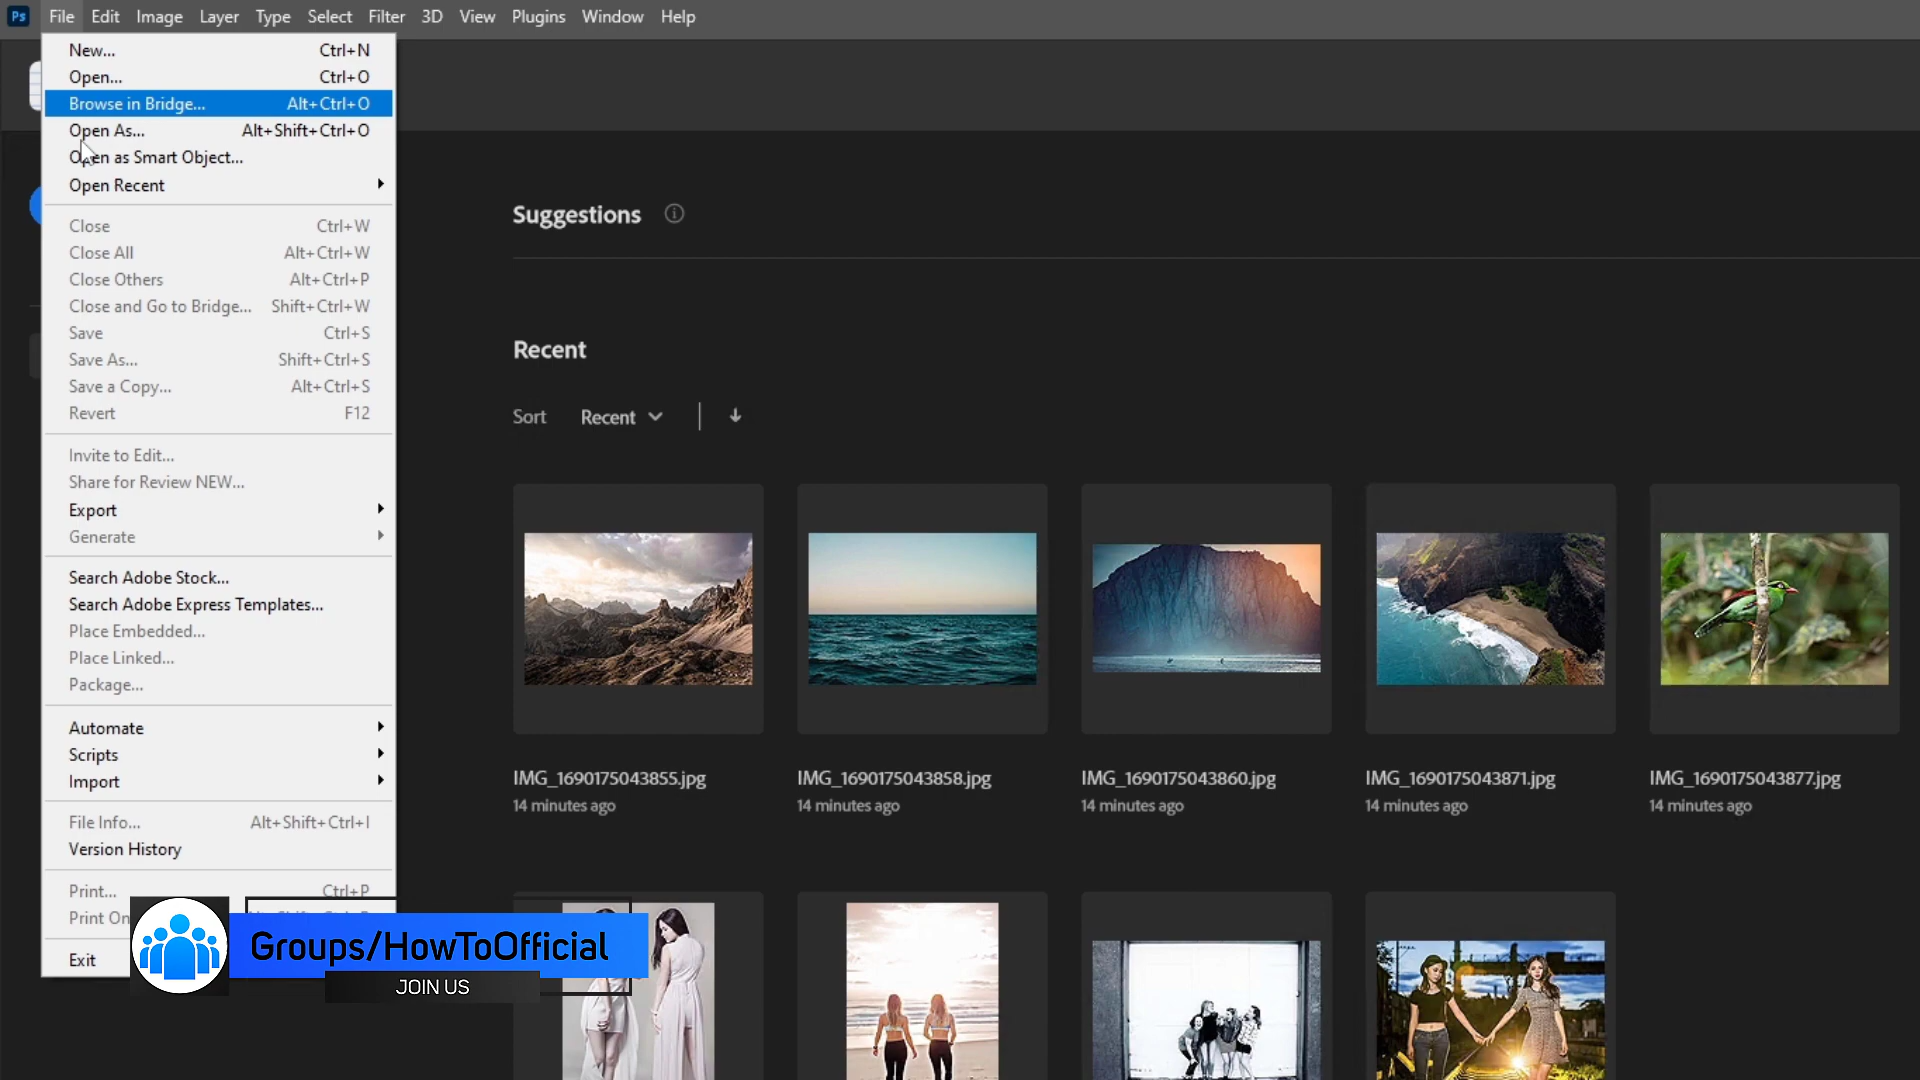 Ps File Edit Image Layer Type Select Filter 3D View Plugins Window Help
New... Ctrl+N
Open... Ctrl+O
Browse in Bridge... Alt+Ctrl+O
Open As... Alt+Shift+Ctrl+O
Open as Smart Object...
Open Recent
Close Ctrl+W
Close All Alt+Ctrl+W
Close Others Alt+Ctrl+P
Close and Go to Bridge... Shift+Ctrl+W
Save Ctrl+S
Save As... Shift+Ctrl+S
Save a Copy... Alt+Ctrl+S
Revert F12
Invite to Edit...
Share for Review NEW...
Export
Generate
Search Adobe Stock...
Search Adobe Express Templates...
Place Embedded...
Place Linked...
Package...
Automate
Scripts
Import
File Info... Alt+Shift+Ctrl+I
Version History
Print... Ctrl+P
Print On
Exit
Groups/HowToOfficial
JOIN US
Suggestions
Recent
Sort Recent
IMG_1690175043855.jpg
14 minutes ago
IMG_1690175043858.jpg
14 minutes ago
IMG_1690175043860.jpg
14 minutes ago
IMG_1690175043871.jpg
14 minutes ago
IMG_1690175043877.jpg
14 minutes ago